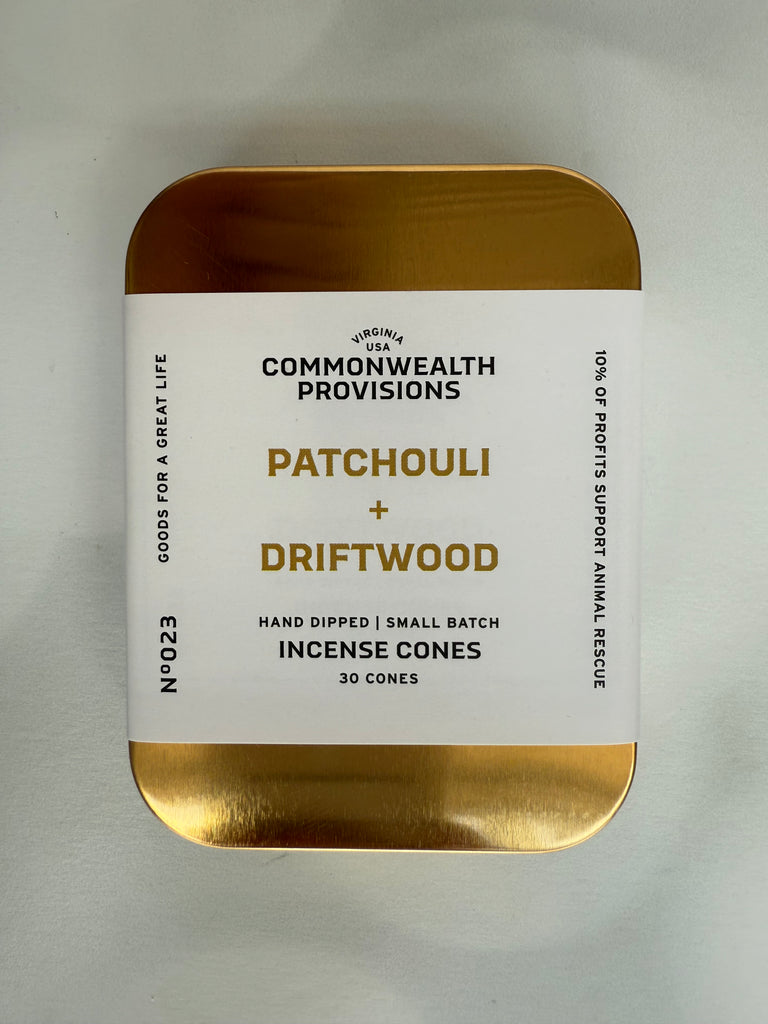 VIRGINIA
USA
COMMONWEALTH
PROVISIONS
PATCHOULI
+
DRIFTWOOD
HAND DIPPED | SMALL BATCH
INCENSE CONES
30 CONES
GOODS FOR A GREAT LIFE
Nº023
10% OF PROFITS SUPPORT ANIMAL RESCUE